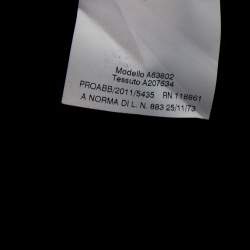 Modello A63802
Tessuto A207634
PROABB/2011/5435 RN 118861
A NORMA DI L. N. 883 25/11/73